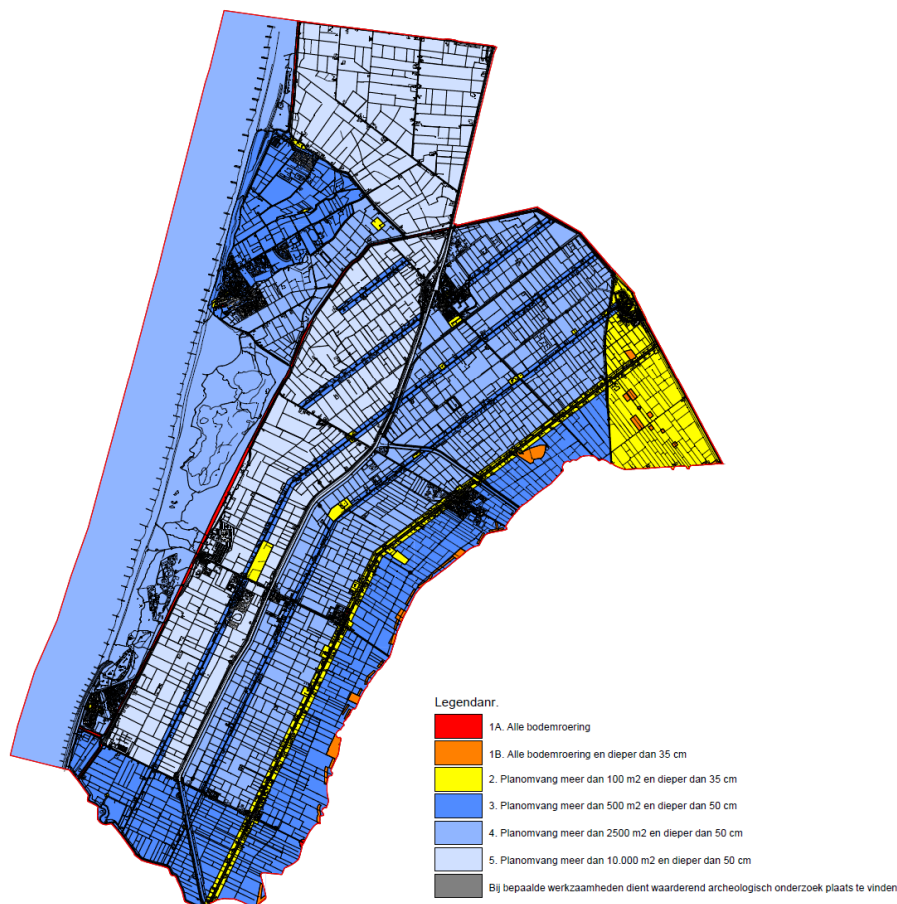 Legendanr.
1A. Alle bodemroering
1B. Alle bodemroering en dieper dan 35 cm
2. Planomvang meer dan 100 m2 en dieper dan 35 cm
3. Planomvang meer dan 500 m2 en dieper dan 50 cm
4. Planomvang meer dan 2500 m2 en dieper dan 50 cm
5. Planomvang meer dan 10.000 m2 en dieper dan 50 cm
Bij bepaalde werkzaamheden dient waarderend archeologisch onderzoek plaats te vinden